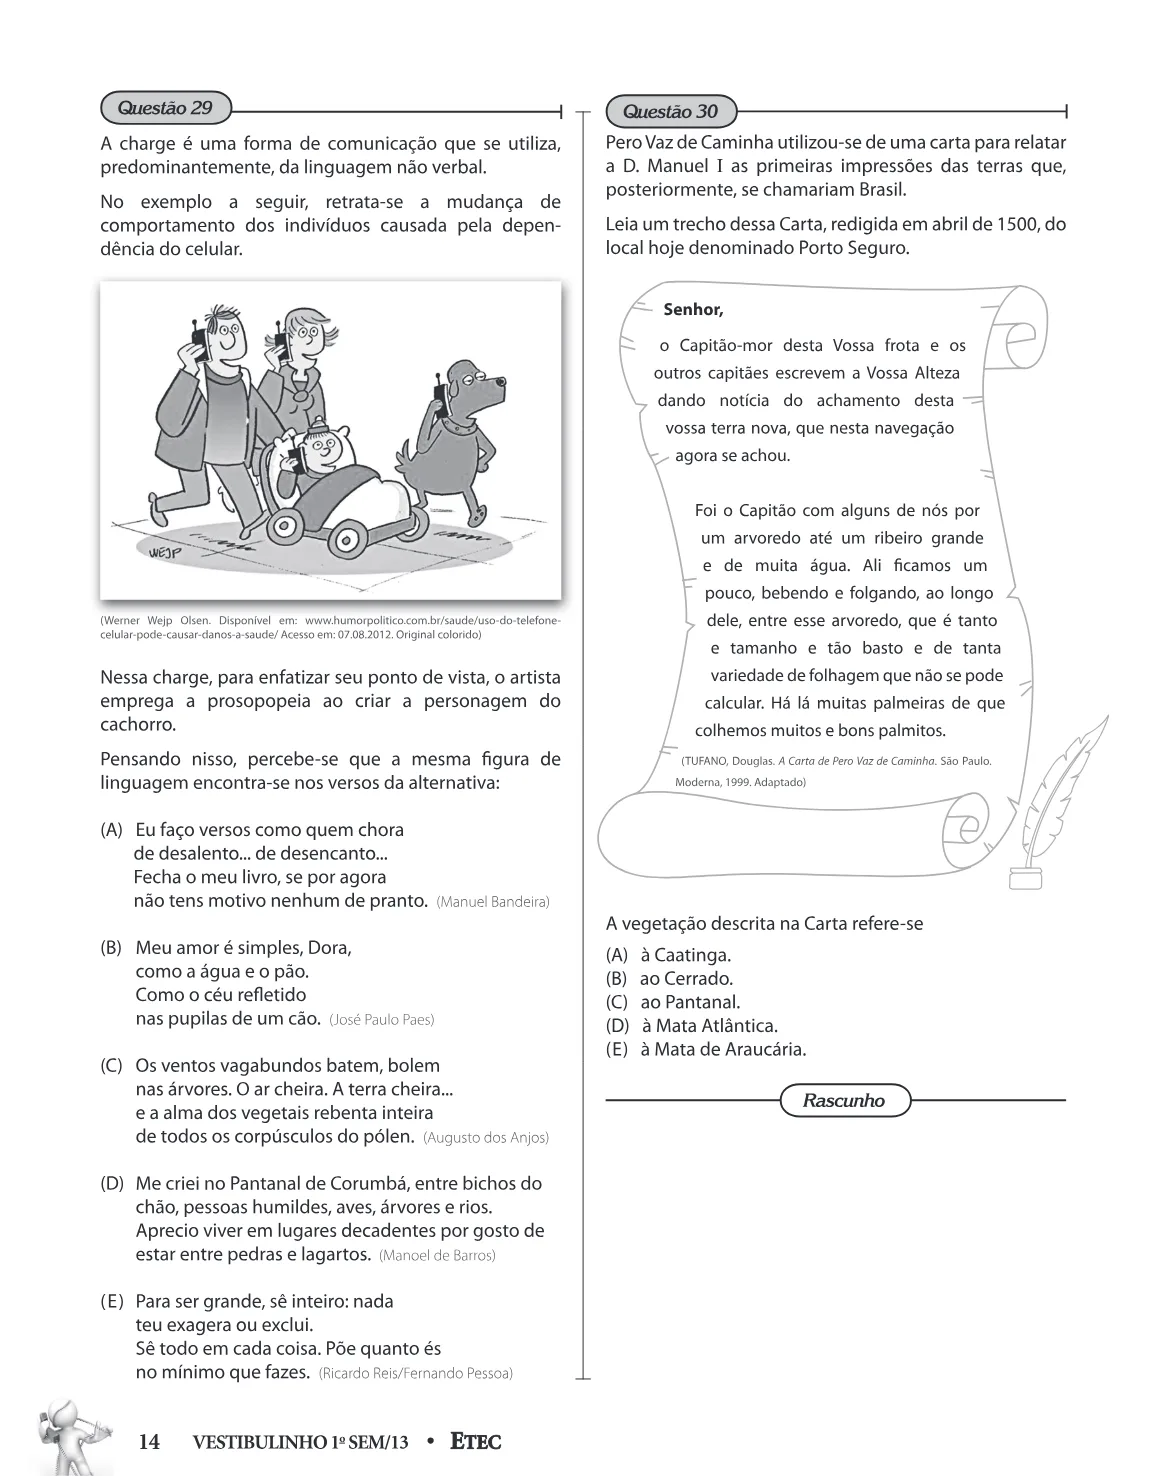 Questão 29
A charge é uma forma de comunicação que se utiliza,
predominantemente, da linguagem não verbal.
No exemplo a seguir, retrata-se a mudança de
comportamento dos indivíduos causada pela depen-
dência do celular.
WEJP
(Werner Wejp Olsen. Disponível em: www.humorpolitico.com.br/saude/uso-do-telefone-
celular-pode-causar-danos-a-saude/ Acesso em: 07.08.2012. Original colorido)
Nessa charge, para enfatizar seu ponto de vista, o artista
emprega a prosopopeia ao criar a personagem do
cachorro.
Pensando nisso, percebe-se que a mesma figura de
linguagem encontra-se nos versos da alternativa:
(A) Eu faço versos como quem chora
de desalento... de desencanto...
Fecha o meu livro, se por agora
não tens motivo nenhum de pranto. (Manuel Bandeira)
(B) Meu amor é simples, Dora,
como a água e o pão.
Como o céu refletido
nas pupilas de um cão. (José Paulo Paes)
(C) Os ventos vagabundos batem, bolem
nas árvores. O ar cheira. A terra cheira...
e a alma dos vegetais rebenta inteira
de todos os corpúsculos do pólen. (Augusto dos Anjos)
(D) Me criei no Pantanal de Corumbá, entre bichos do
chão, pessoas humildes, aves, árvores e rios.
Aprecio viver em lugares decadentes por gosto de
estar entre pedras e lagartos. (Manoel de Barros)
(E) Para ser grande, sê inteiro: nada
teu exagera ou exclui.
Sê todo em cada coisa. Põe quanto és
no mínimo que fazes. (Ricardo Reis/Fernando Pessoa)
Questão 30
Pero Vaz de Caminha utilizou-se de uma carta para relatar
a D. Manuel I as primeiras impressões das terras que,
posteriormente, se chamariam Brasil.
Leia um trecho dessa Carta, redigida em abril de 1500, do
local hoje denominado Porto Seguro.
Senhor,
o Capitão-mor desta Vossa frota e os
outros capitães escrevem a Vossa Alteza
dando notícia do achamento desta
vossa terra nova, que nesta navegação
agora se achou.
Foi o Capitão com alguns de nós por
um arvoredo até um ribeiro grande
e de muita água. Ali ficamos um
pouco, bebendo e folgando, ao longo
dele, entre esse arvoredo, que é tanto
e tamanho e tão basto e de tanta
variedade de folhagem que não se pode
calcular. Há lá muitas palmeiras de que
colhemos muitos e bons palmitos.
(TUFANO, Douglas. A Carta de Pero Vaz de Caminha. São Paulo.
Moderna, 1999. Adaptado)
A vegetação descrita na Carta refere-se
(A) à Caatinga.
(B) ao Cerrado.
(C) ao Pantanal.
(D) à Mata Atlântica.
(E) à Mata de Araucária.
Rascunho
14 VESTIBULINHO 1º SEM/13 • ETEC